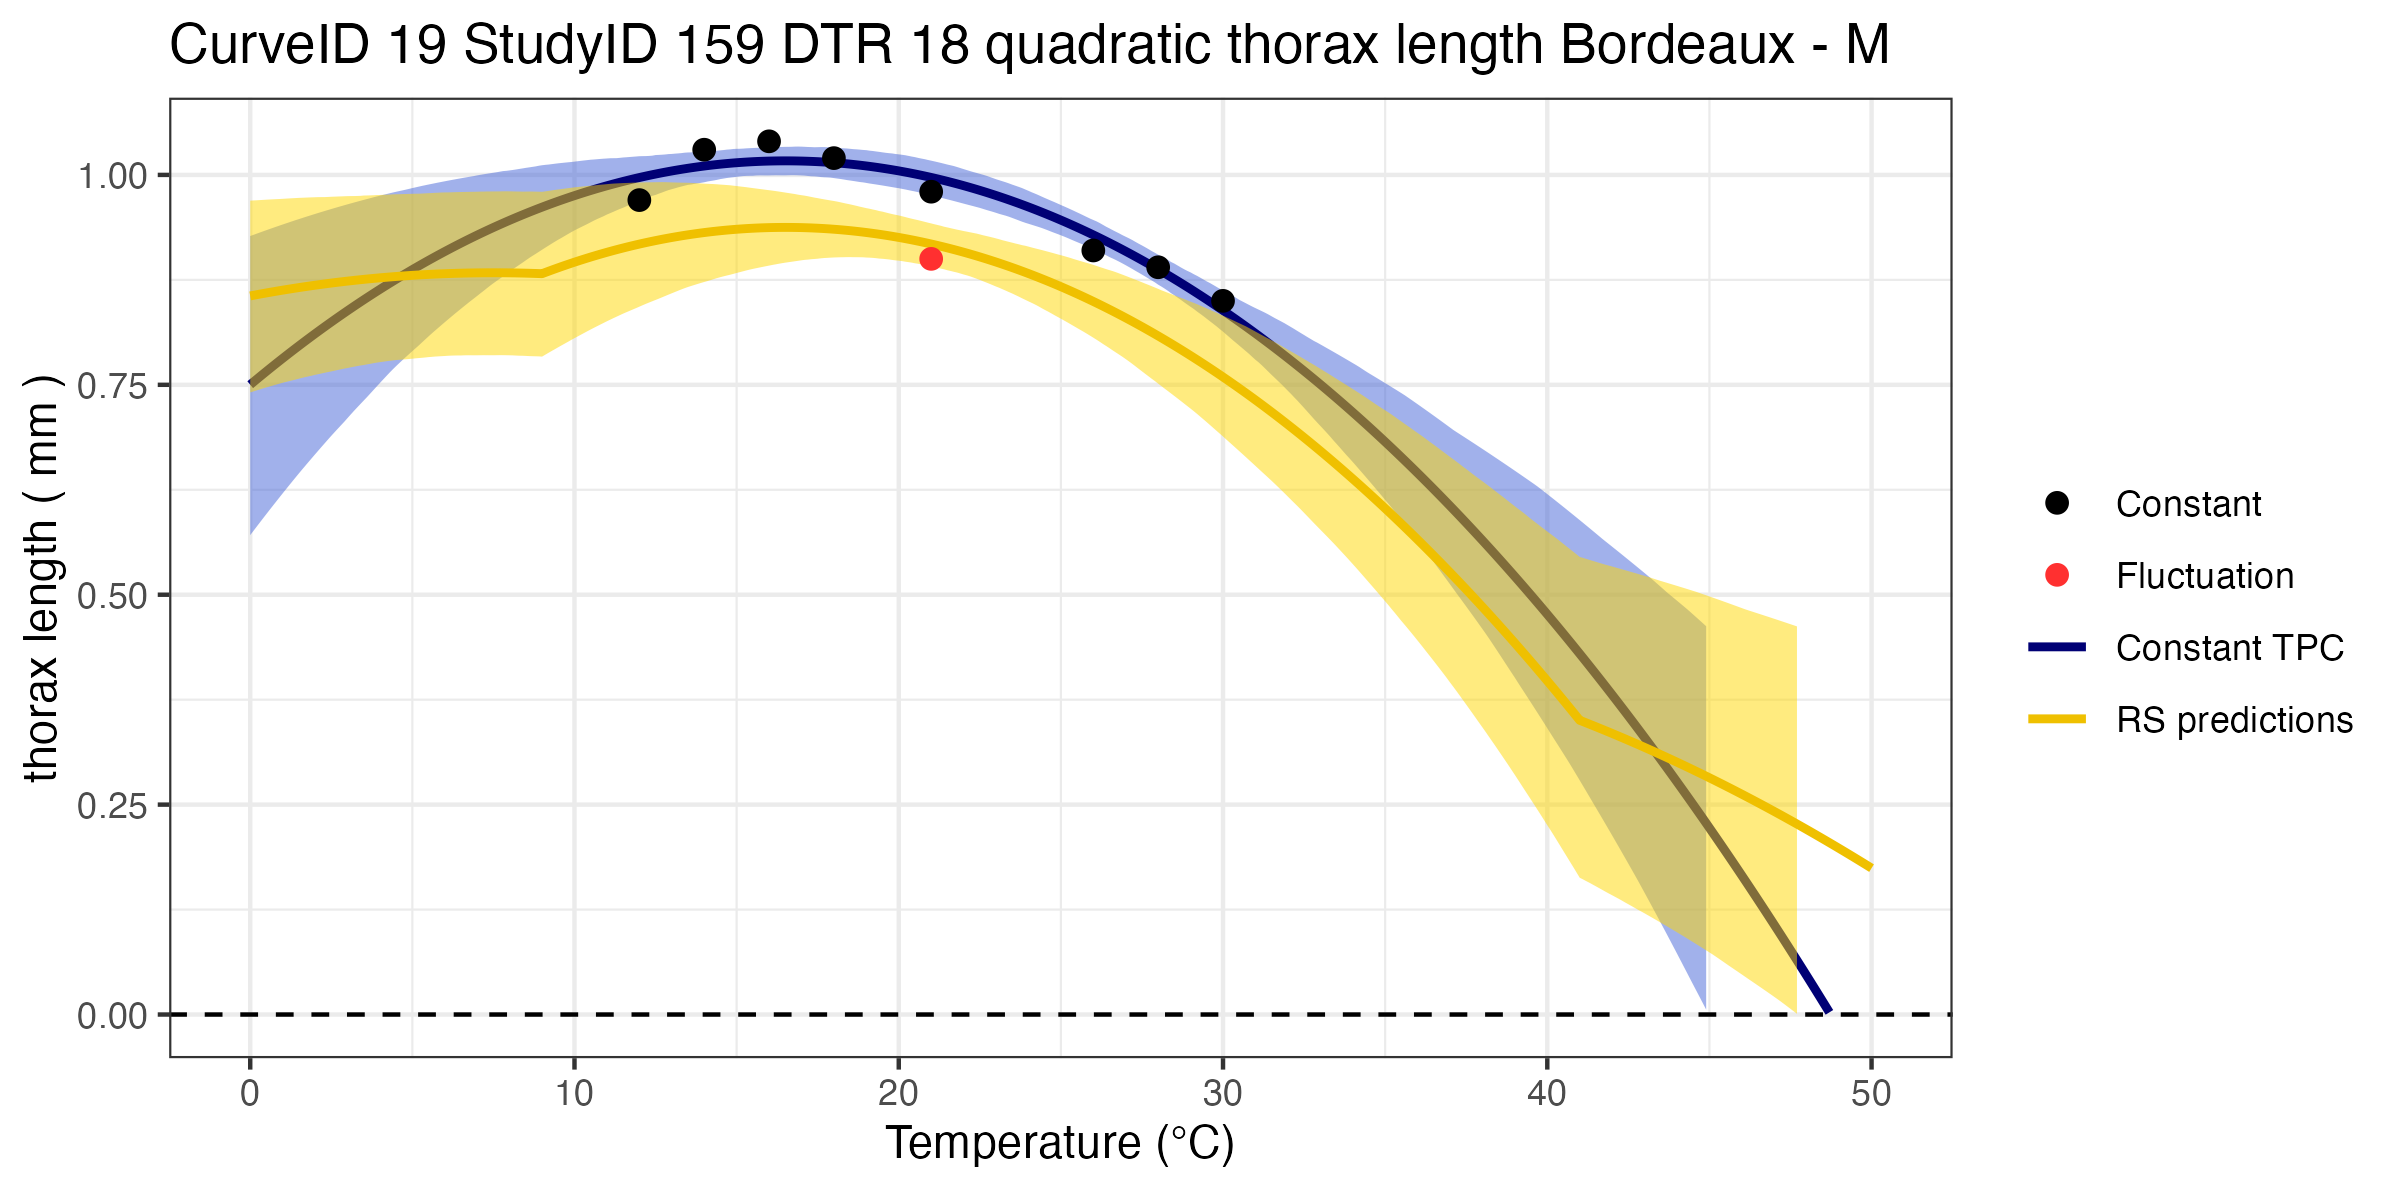 CurveID 19 StudyID 159 DTR 18 quadratic thorax length Bordeaux - M
thorax length ( mm )
1.00
0.75
0.50
0.25
0.00
0 10 20 30 40 50
Temperature (°C)
Constant
Fluctuation
Constant TPC
RS predictions